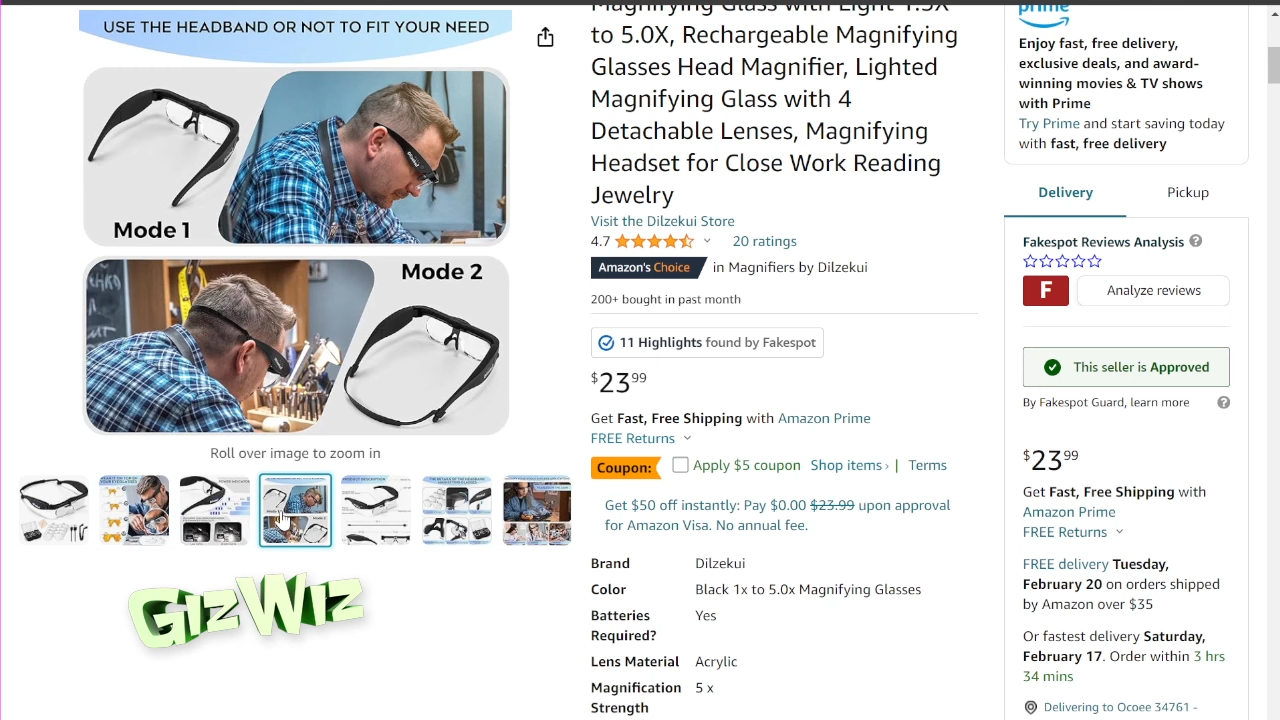 USE THE HEADBAND OR NOT TO FIT YOUR NEED
Mode 1
Mode 2
Roll over image to zoom in
GizWiz
Magnifying Glass with Light 1.5X
to 5.0X, Rechargeable Magnifying
Glasses Head Magnifier, Lighted
Magnifying Glass with 4
Detachable Lenses, Magnifying
Headset for Close Work Reading
Jewelry
Visit the Dilzekui Store
4.7 20 ratings
Amazon's Choice in Magnifiers by Dilzekui
200+ bought in past month
11 Highlights found by Fakespot
$23 99
Get Fast, Free Shipping with Amazon Prime
FREE Returns
Coupon: Apply $5 coupon Shop items › | Terms
Get $50 off instantly: Pay $0.00 $23.99 upon approval
for Amazon Visa. No annual fee.
Brand Dilzekui
Color Black 1x to 5.0x Magnifying Glasses
Batteries Required? Yes
Lens Material Acrylic
Magnification Strength 5 x
prime
Enjoy fast, free delivery,
exclusive deals, and award-
winning movies & TV shows
with Prime
Try Prime and start saving today
with fast, free delivery
Delivery Pickup
Fakespot Reviews Analysis ?
F Analyze reviews
This seller is Approved
By Fakespot Guard, learn more ?
$23 99
Get Fast, Free Shipping with
Amazon Prime
FREE Returns
FREE delivery Tuesday,
February 20 on orders shipped
by Amazon over $35
Or fastest delivery Saturday,
February 17. Order within 3 hrs
34 mins
Delivering to Ocoee 34761 -